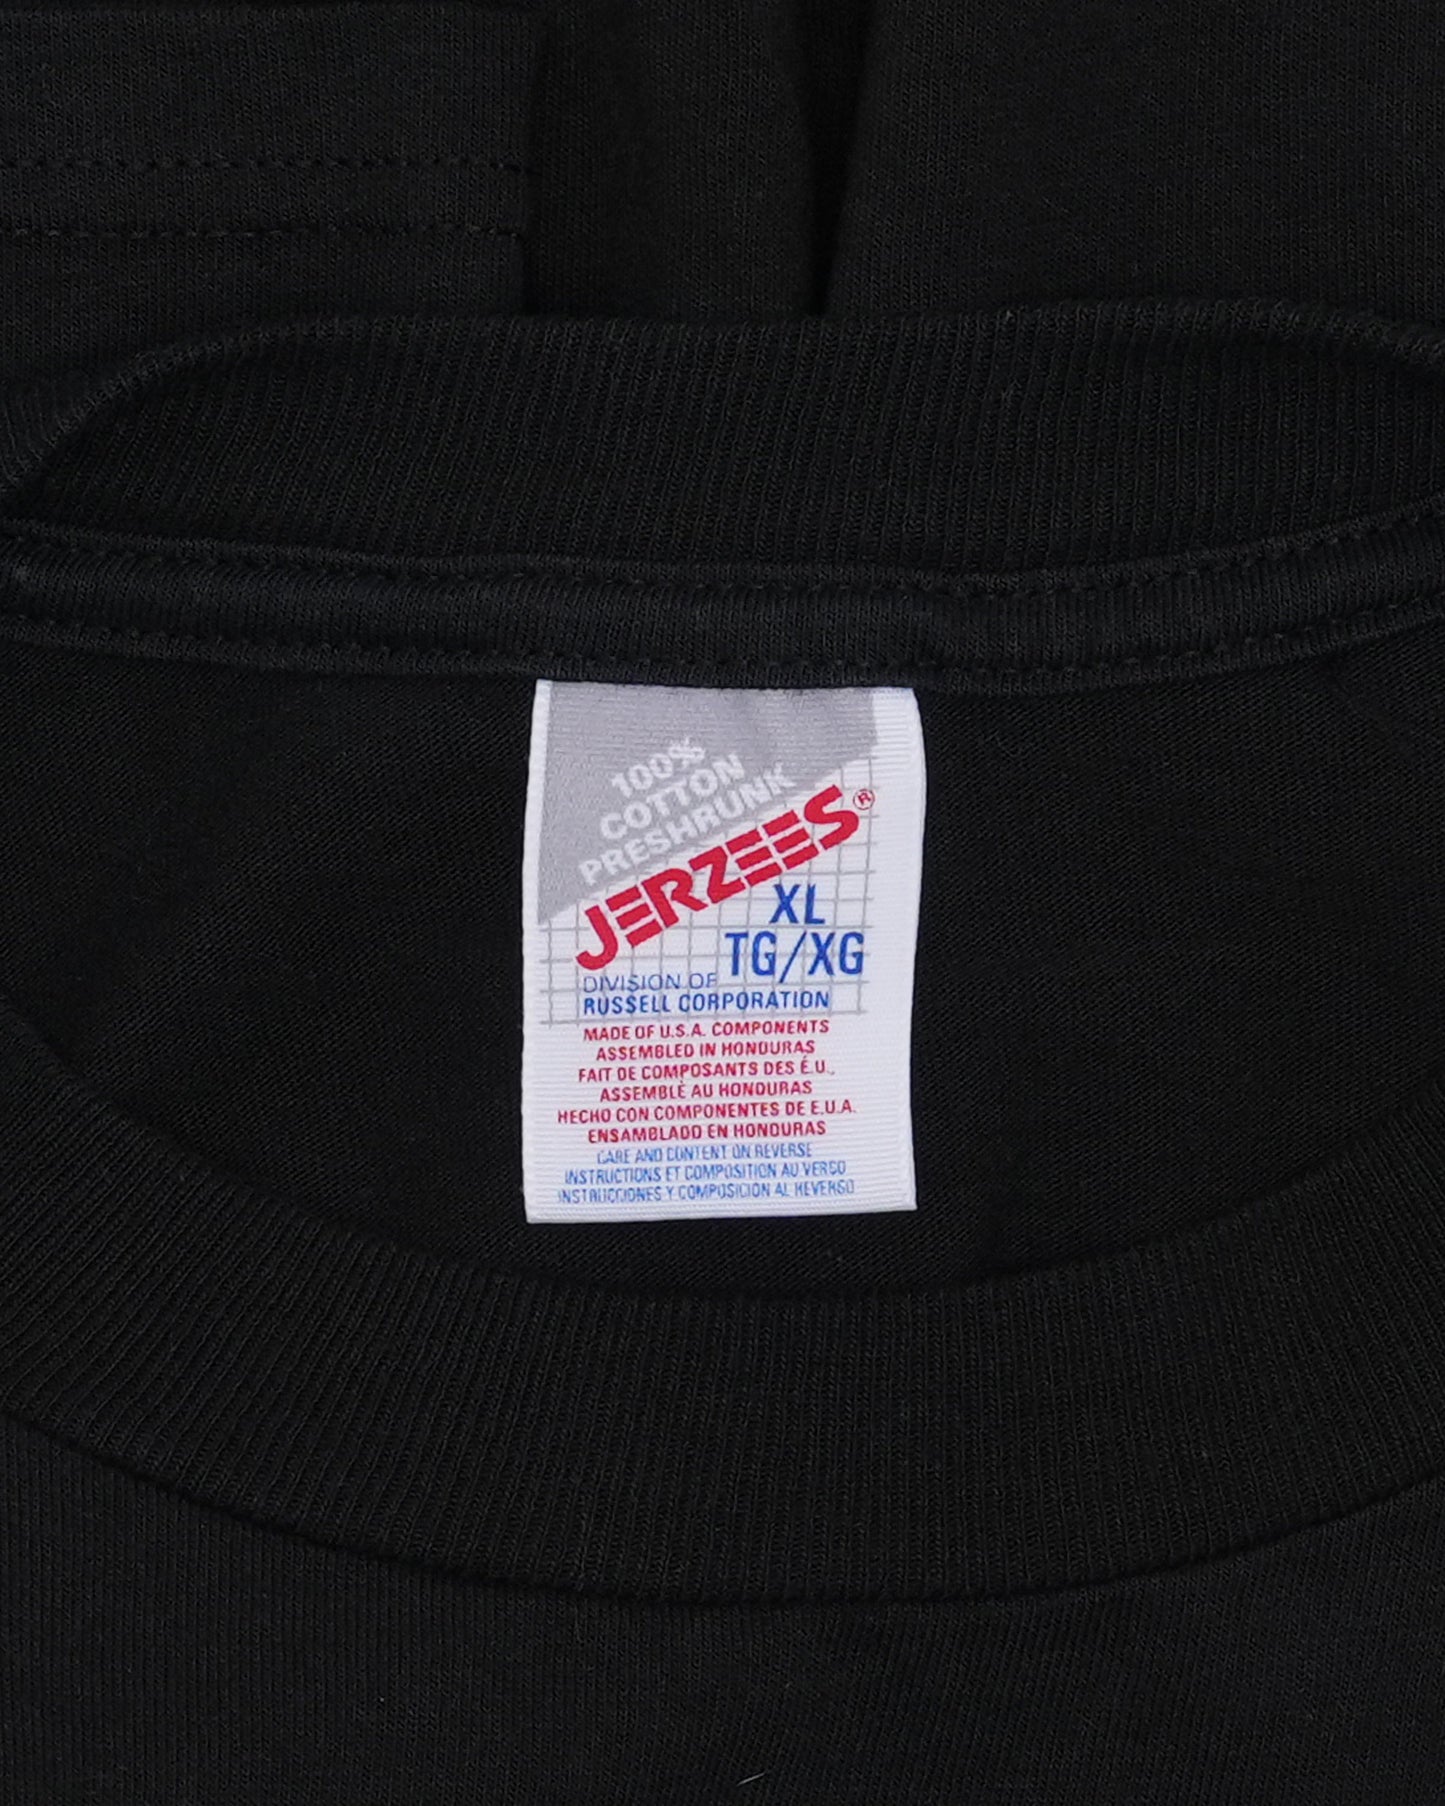 100%
COTTON
PRESHRUNK
JERZEES®
XL
TG/XG
DIVISION OF
RUSSELL CORPORATION
MADE OF U.S.A. COMPONENTS
ASSEMBLED IN HONDURAS
FAIT DE COMPOSANTS DES É.U.,
ASSEMBLÈ AU HONDURAS
HECHO CON COMPONENTES DE E.U.A.
ENSAMBLADO EN HONDURAS
CARE AND CONTENT ON REVERSE
INSTRUCTIONS ET COMPOSITION AU VERSO
INSTRUCCIONES Y COMPOSICION AL REVERSO